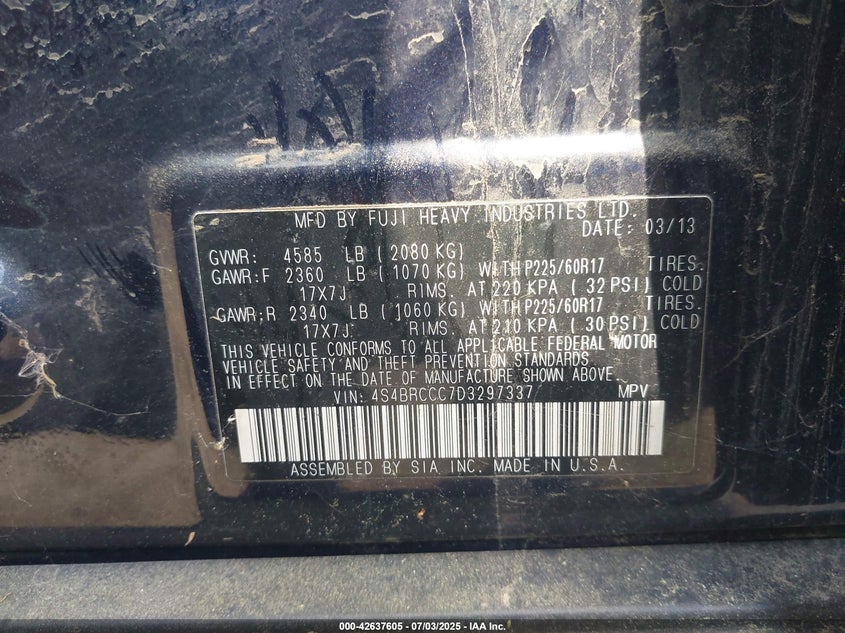 MFD BY FUJI HEAVY INDUSTRIES LTD.
DATE: 03/13
GVWR: 4585 LB ( 2080 KG)
GAWR:F 2360 LB ( 1070 KG) WITH P225/60R17 TIRES.
17X7J RIMS. AT 220 KPA ( 32 PSI) COLD
GAWR:R 2340 LB ( 1060 KG) WITH P225/60R17 TIRES.
17X7J RIMS. AT 210 KPA ( 30 PSI) COLD
THIS VEHICLE CONFORMS TO ALL APPLICABLE FEDERAL MOTOR
VEHICLE SAFETY AND THEFT PREVENTION STANDARDS
IN EFFECT ON THE DATE OF MANUFACTURE SHOWN ABOVE.
VIN: 4S4BRCCC7D3297337 MPV
ASSEMBLED BY SIA INC. MADE IN U.S.A.
000-42637605 - 07/03/2025 - IAA Inc.